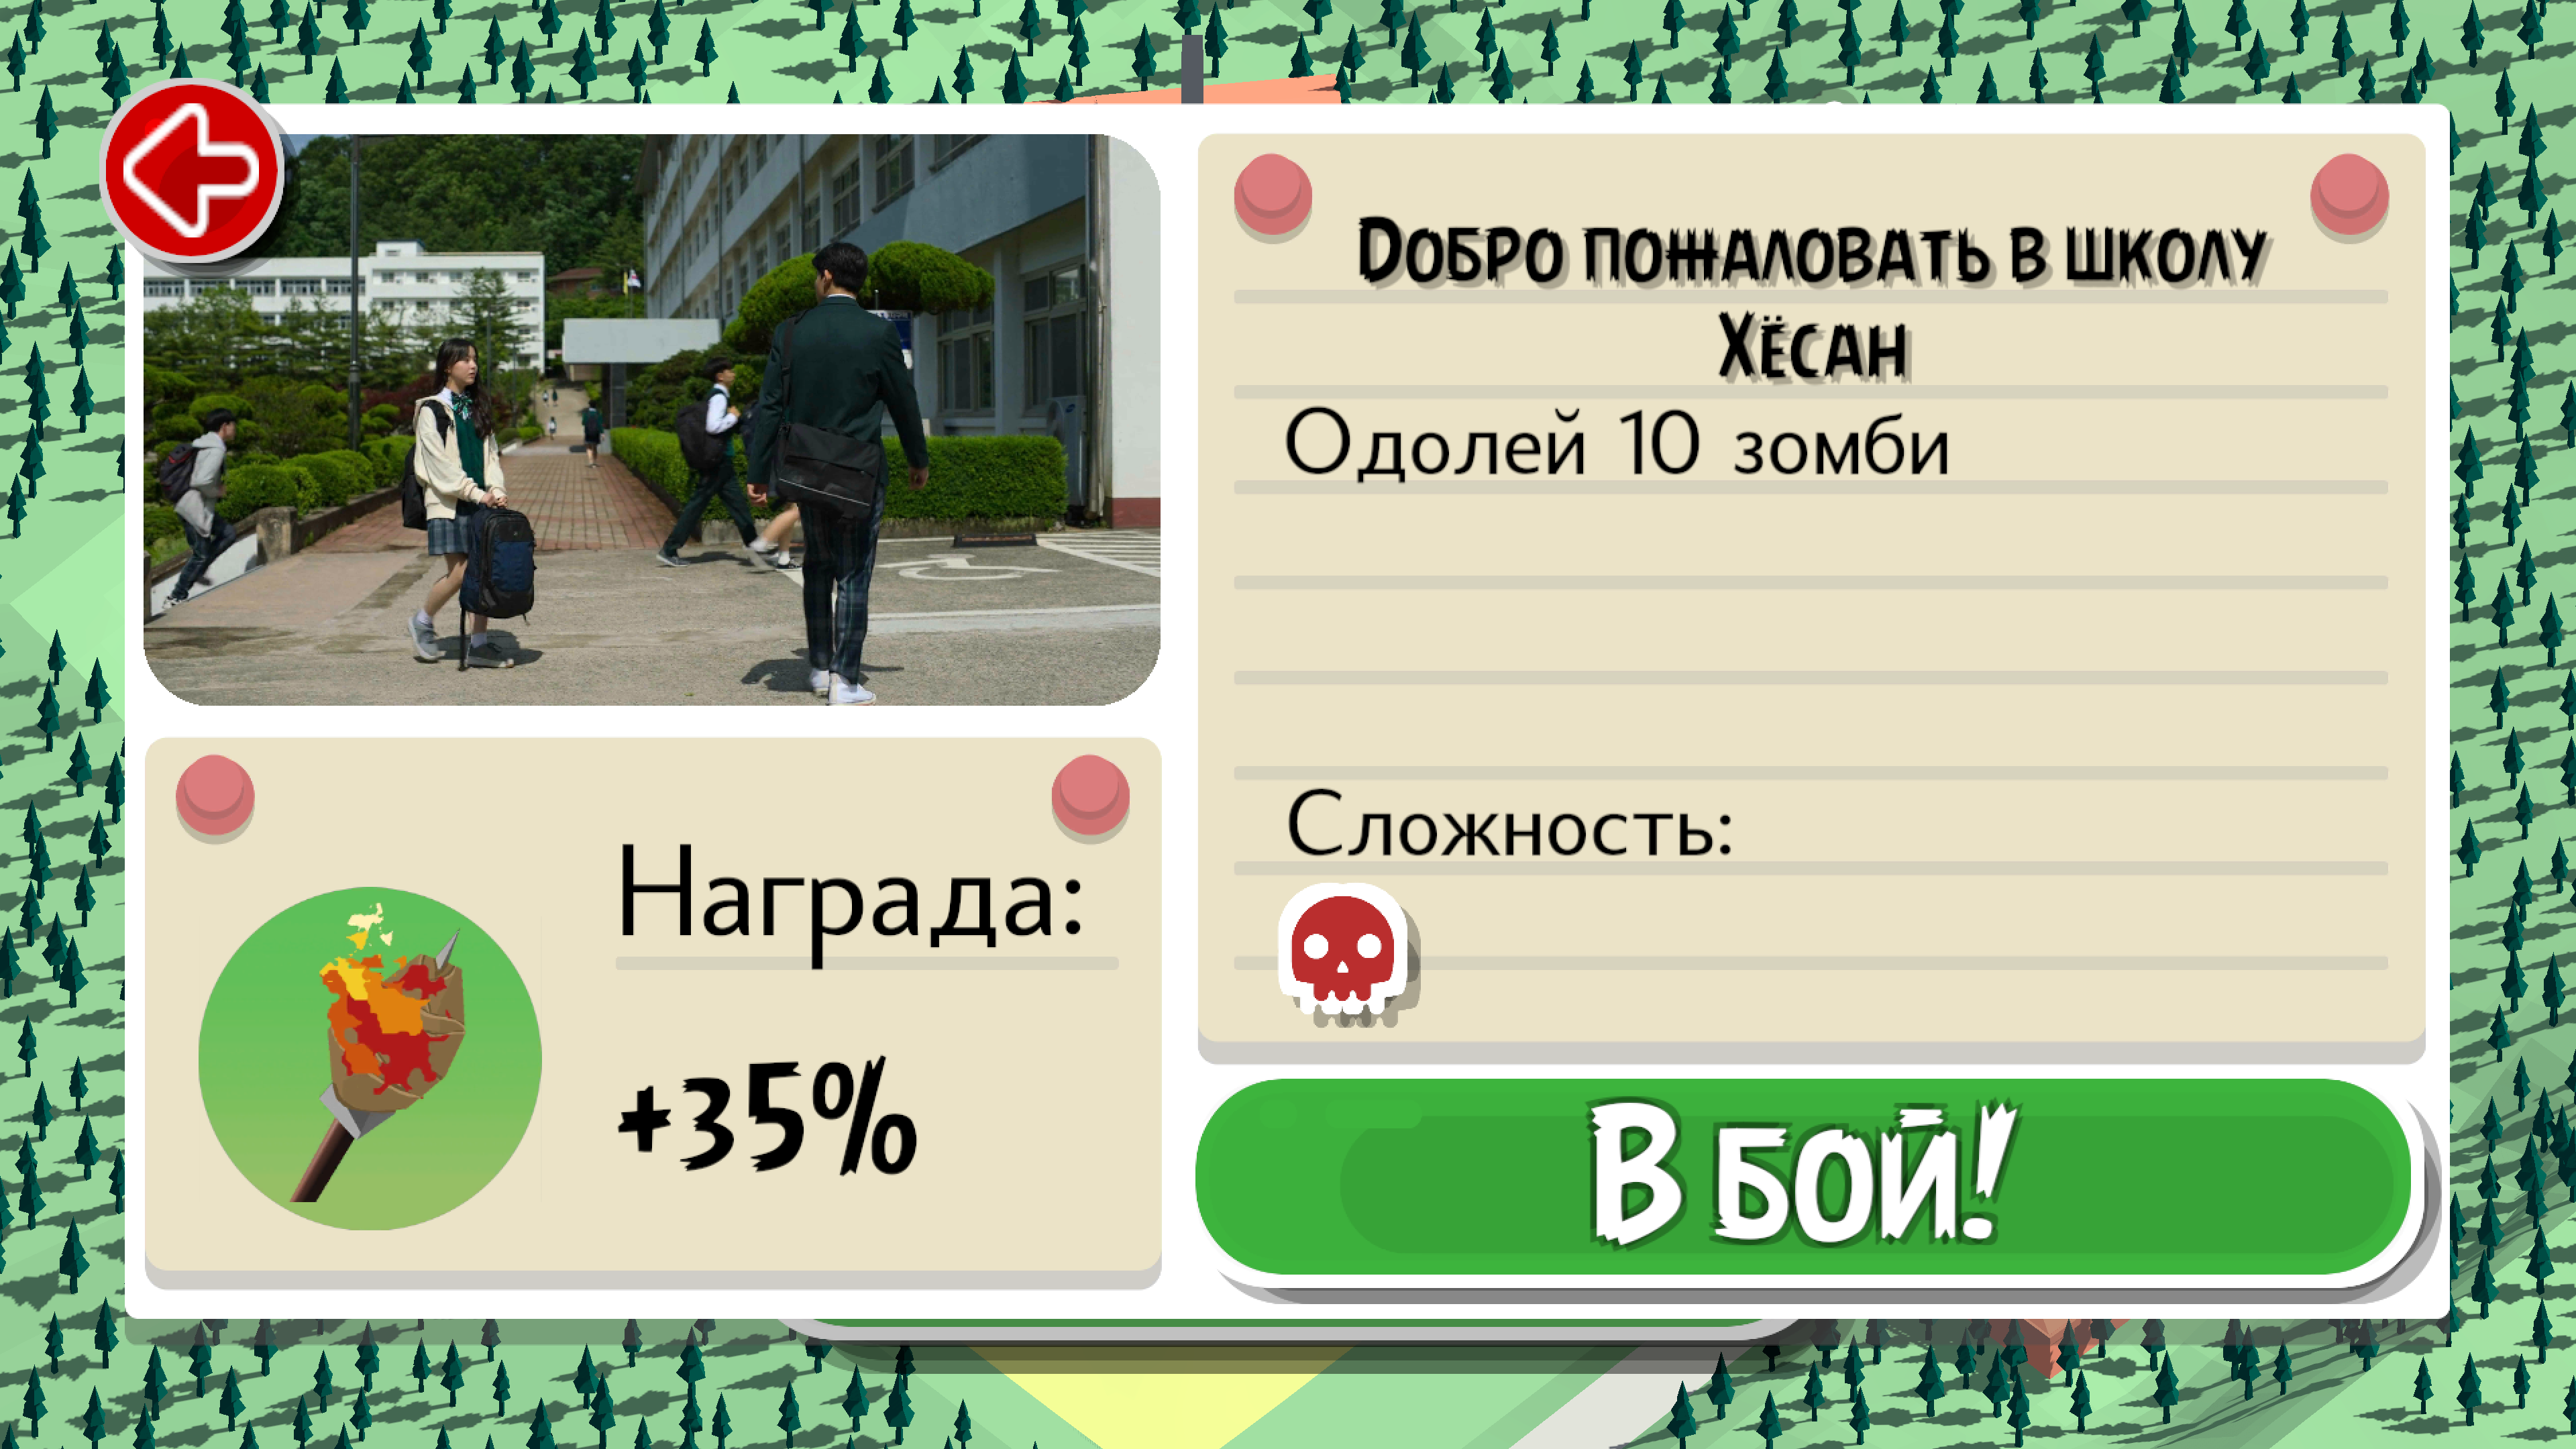 Добро пожаловать в школу
Хёсан
Одолей 10 зомби
Сложность:
Награда:
+35%
В бой!